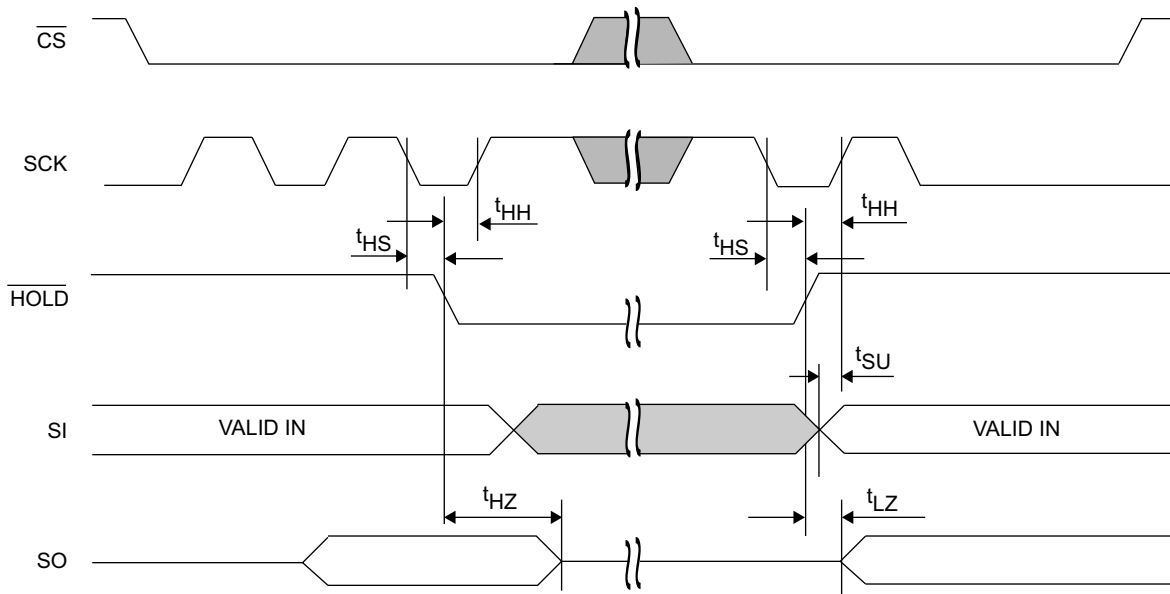 CS
SCK
tHH
tHH
tHS
tHS
HOLD
tSU
SI
VALID IN
VALID IN
tHZ
tLZ
SO